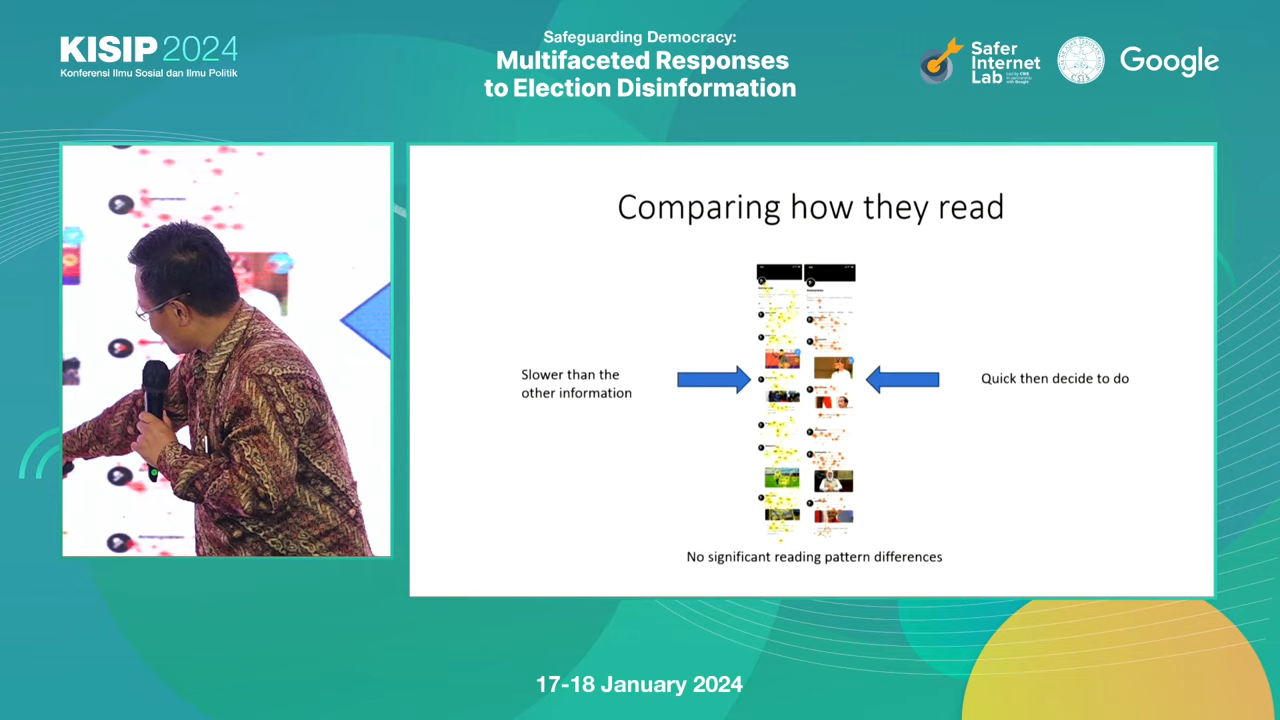 KISIP 2024
Konferensi Ilmu Sosial dan Ilmu Politik
Safeguarding Democracy:
Multifaceted Responses
to Election Disinformation
Safer
Internet
Lab
CSIS
Google
Comparing how they read
Slower than the
other information
Quick then decide to do
No significant reading pattern differences
17-18 January 2024